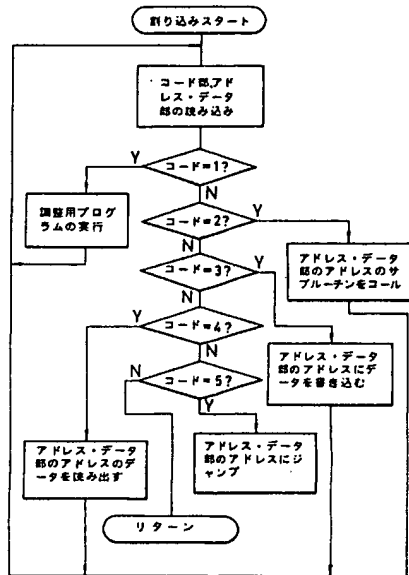 割り込みスタート
コード部,アド
レス・データ
部の読み込み
Y
コード=1?
N
調整用プログ
ラムの実行
コード=2?
Y
N
アドレス・データ
部のアドレスのサ
ブルーチンをコール
コード=3?
Y
N
Y
コード=4?
N
アドレス・データ
部のアドレスにデ
ータを書き込む
N
コード=5?
Y
アドレス・データ
部のアドレスのデ
ータを読み出す
アドレス・データ
部のアドレスにジ
ャンプ
リターン